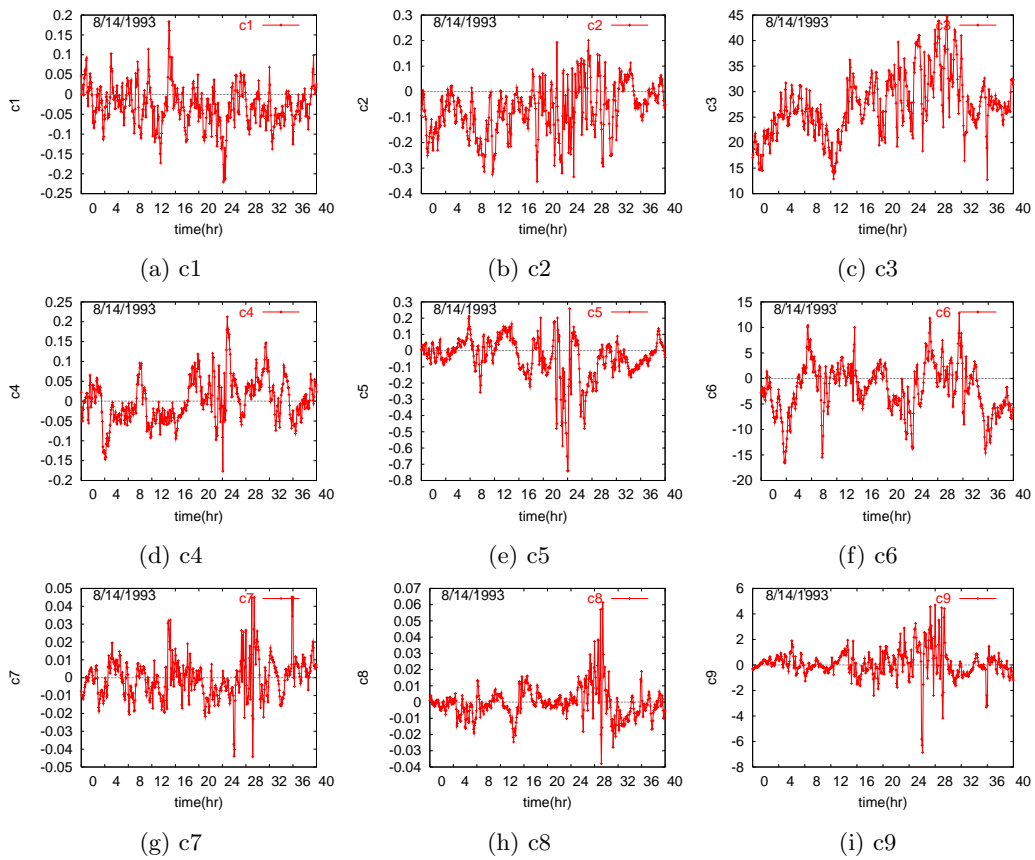 8/14/1993
c1
0.2
0.15
0.1
0.05
0
-0.05
-0.1
-0.15
-0.2
-0.25
c1
0 4 8 12 16 20 24 28 32 36 40
time(hr)
(a) c1
8/14/1993
c2
0.3
0.2
0.1
0
-0.1
-0.2
-0.3
-0.4
c2
0 4 8 12 16 20 24 28 32 36 40
time(hr)
(b) c2
8/14/1993
c3
45
40
35
30
25
20
15
10
c3
0 4 8 12 16 20 24 28 32 36 40
time(hr)
(c) c3
8/14/1993
c4
0.25
0.2
0.15
0.1
0.05
0
-0.05
-0.1
-0.15
-0.2
c4
0 4 8 12 16 20 24 28 32 36 40
time(hr)
(d) c4
8/14/1993
c5
0.3
0.2
0.1
0
-0.1
-0.2
-0.3
-0.4
-0.5
-0.6
-0.7
-0.8
c5
0 4 8 12 16 20 24 28 32 36 40
time(hr)
(e) c5
8/14/1993
c6
15
10
5
0
-5
-10
-15
-20
c6
0 4 8 12 16 20 24 28 32 36 40
time(hr)
(f) c6
8/14/1993
c7
0.05
0.04
0.03
0.02
0.01
0
-0.01
-0.02
-0.03
-0.04
-0.05
c7
0 4 8 12 16 20 24 28 32 36 40
time(hr)
(g) c7
8/14/1993
c8
0.07
0.06
0.05
0.04
0.03
0.02
0.01
0
-0.01
-0.02
-0.03
-0.04
c8
0 4 8 12 16 20 24 28 32 36 40
time(hr)
(h) c8
8/14/1993
c9
6
4
2
0
-2
-4
-6
-8
c9
0 4 8 12 16 20 24 28 32 36 40
time(hr)
(i) c9